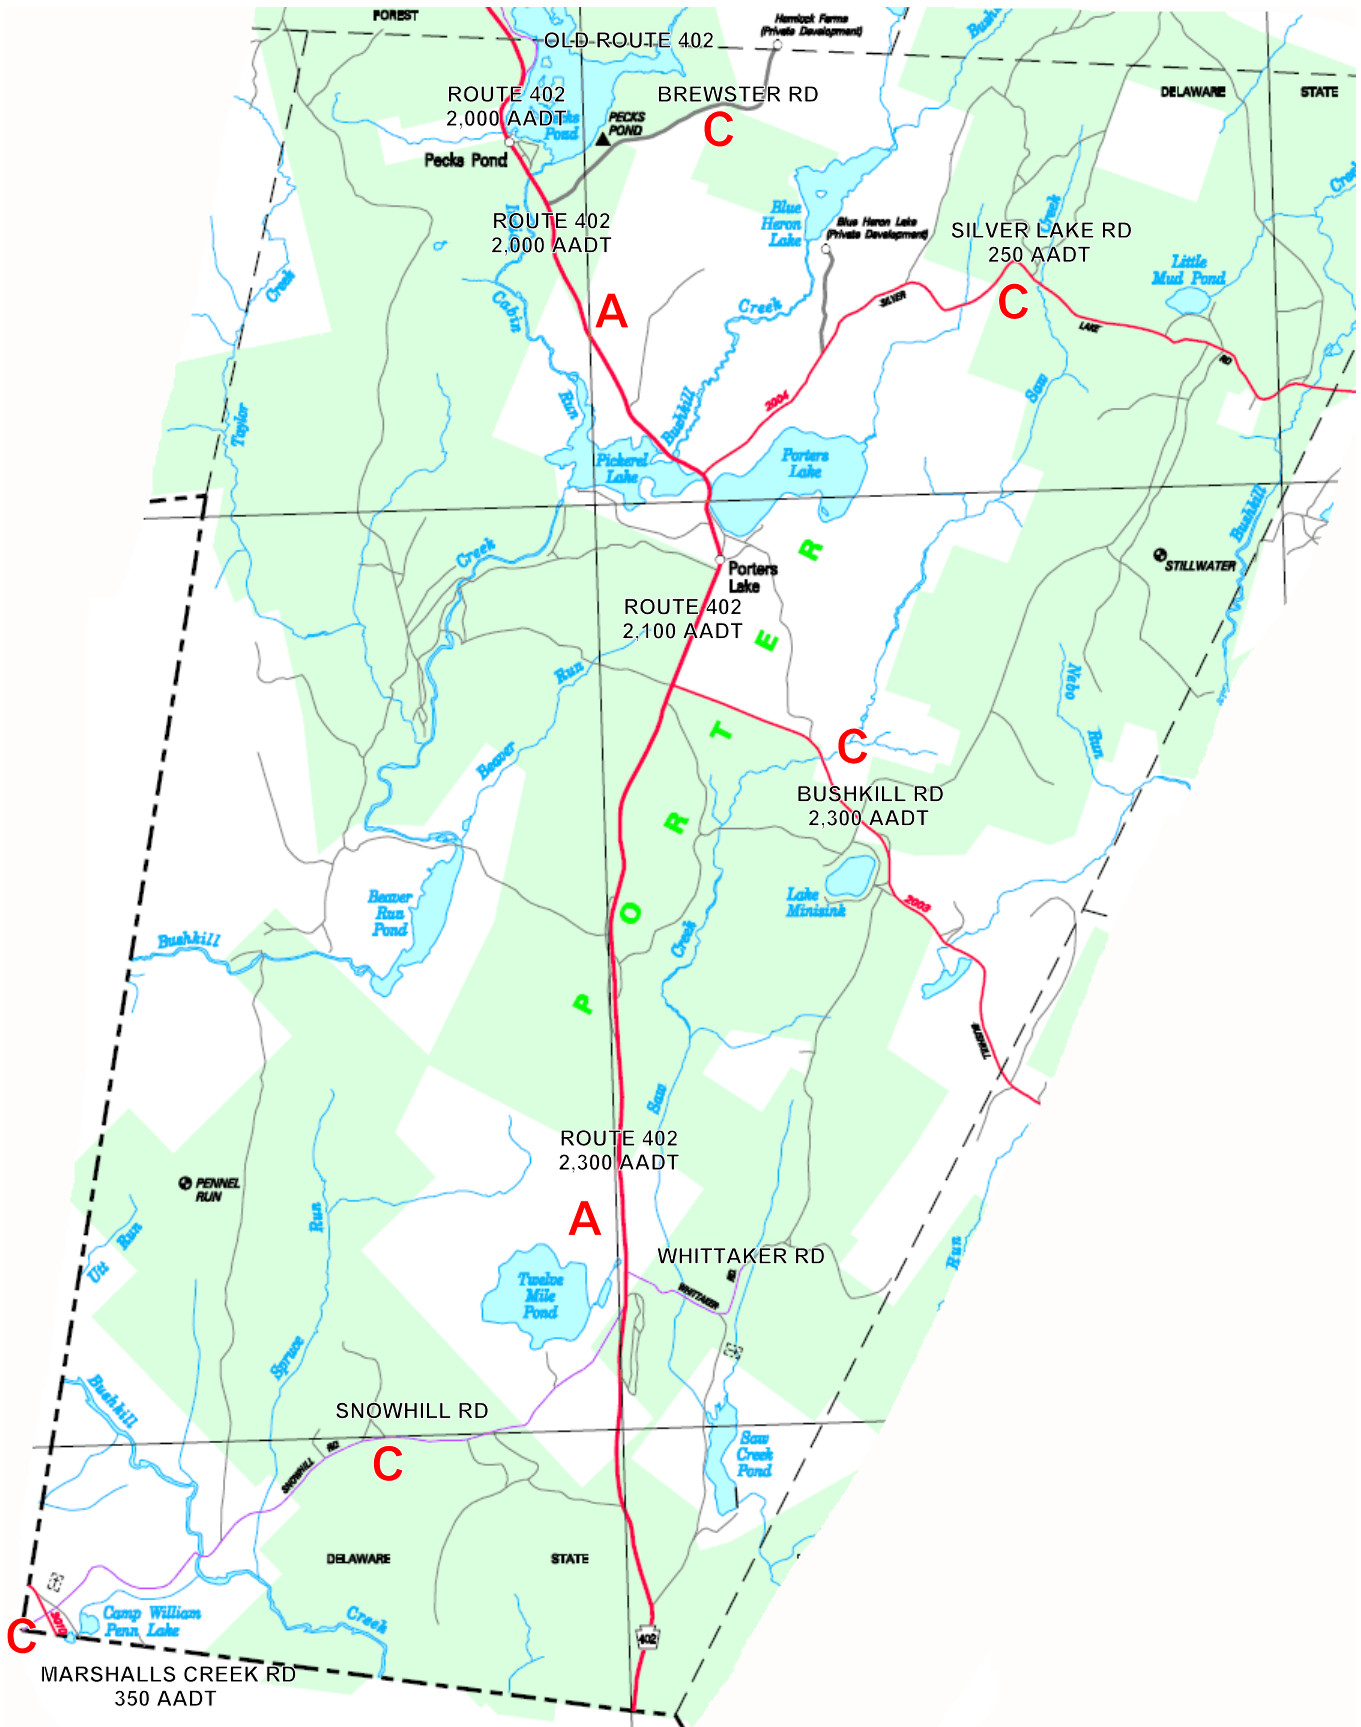 FOREST
Hemlock Farms
(Private Development)
OLD ROUTE 402
ROUTE 402
2,000 AADT
BREWSTER RD
C
DELAWARE
STATE
PECKS
POND
Pond
Pecks Pond
ROUTE 402
2,000 AADT
Blue
Heron
Lake
Blue Heron Lake
(Private Development)
Creek
SILVER LAKE RD
250 AADT
Little
Mud Pond
Creek
Cabin
Run
A
Creek
Bushkill
SILVER
C
LAKE
RD
2004
Saw
Taylor
Pickerel
Lake
Porters
Lake
Bushkill
Creek
STILLWATER
Porters
Lake
ROUTE 402
2,100 AADT
R
E
T
R
O
P
Run
Beaver
Nebo
Run
C
BUSHKILL RD
2,300 AADT
Beaver
Run
Pond
Lake
Minisink
2003
Bushkill
Creek
BUSHKILL
Saw
ROUTE 402
2,300 AADT
PENNEL
RUN
Run
Utt
Run
A
WHITTAKER RD
WHITTAKER
RD
Run
Twelve
Mile
Pond
Spruce
Bushkill
SNOWHILL RD
SNOWHILL
RD
C
Saw
Creek
Pond
DELAWARE
STATE
Camp William
Penn Lake
Creek
3010
C
402
MARSHALLS CREEK RD
350 AADT